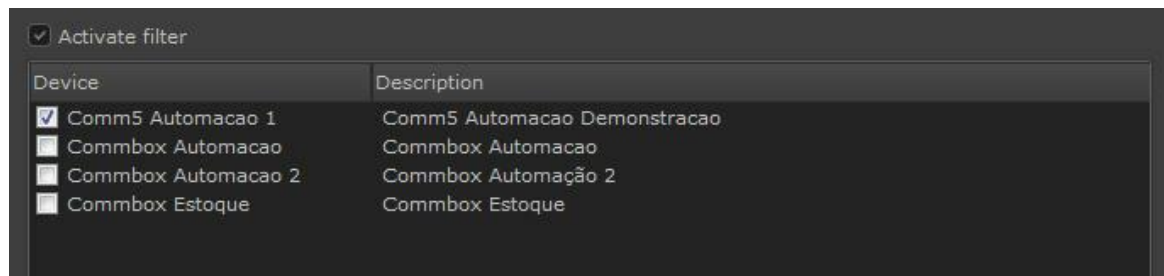 Activate filter
Device Description
Comm5 Automacao 1 Comm5 Automacao Demonstracao
Commbox Automacao Commbox Automacao
Commbox Automacao 2 Commbox Automação 2
Commbox Estoque Commbox Estoque